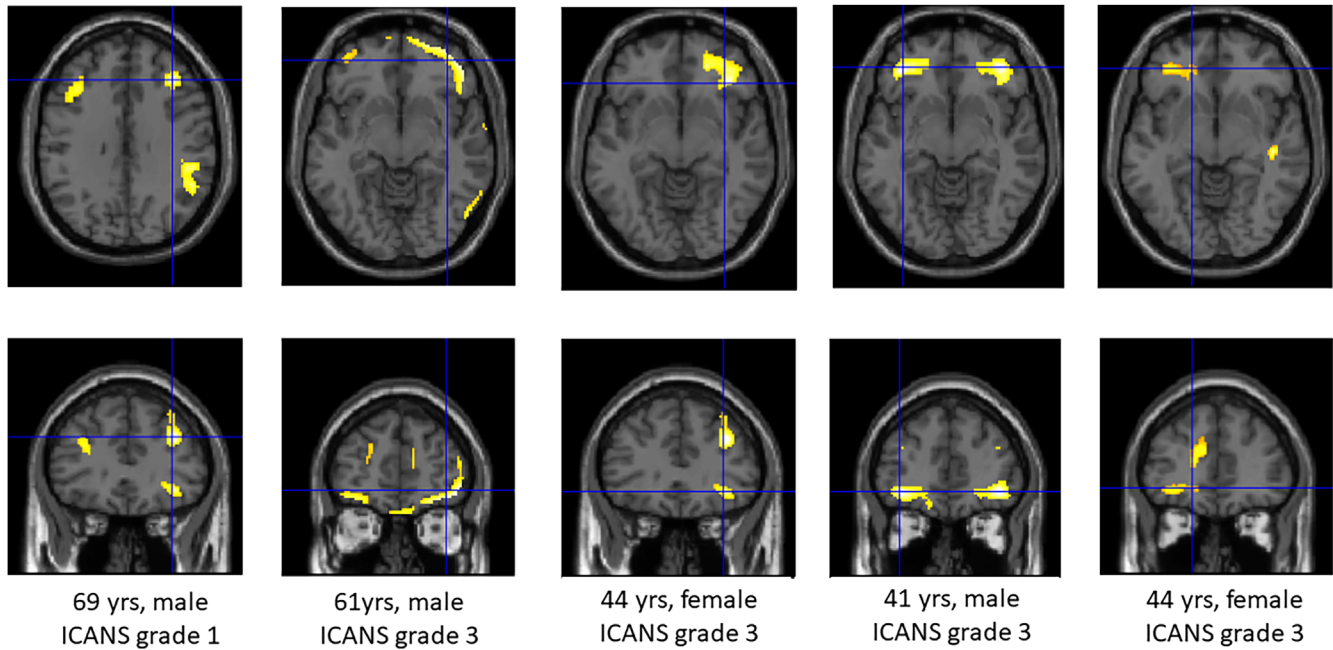 69 yrs, male
ICANS grade 1
61yrs, male
ICANS grade 3
44 yrs, female
ICANS grade 3
41 yrs, male
ICANS grade 3
44 yrs, female
ICANS grade 3